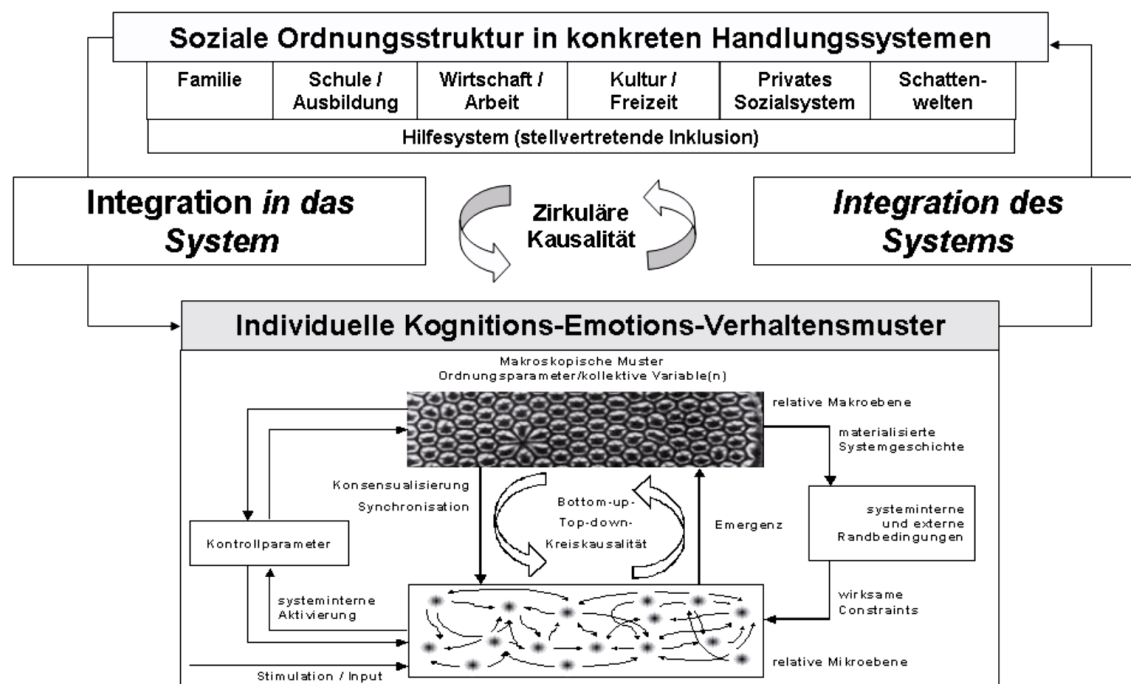 Soziale Ordnungsstruktur in konkreten Handlungssystemen
Familie
Schule /
Ausbildung
Wirtschaft /
Arbeit
Kultur /
Freizeit
Privates
Sozialsystem
Schatten-
welten
Hilfesystem (stellvertretende Inklusion)
Integration in das
System
Zirkuläre
Kausalität
Integration des
Systems
Individuelle Kognitions-Emotions-Verhaltensmuster
Makroskopische Muster
Ordnungsparameter/kollektive Variable(n)
relative Makroebene
materialisierte
Systemgeschichte
Konsensualisierung
Synchronisation
Bottom-up-
Top-down-
Kreiskausalität
Emergenz
systeminterne
und externe
Randbedingungen
Kontrollparameter
systeminterne
Aktivierung
wirksame
Constraints
relative Mikroebene
Stimulation / Input